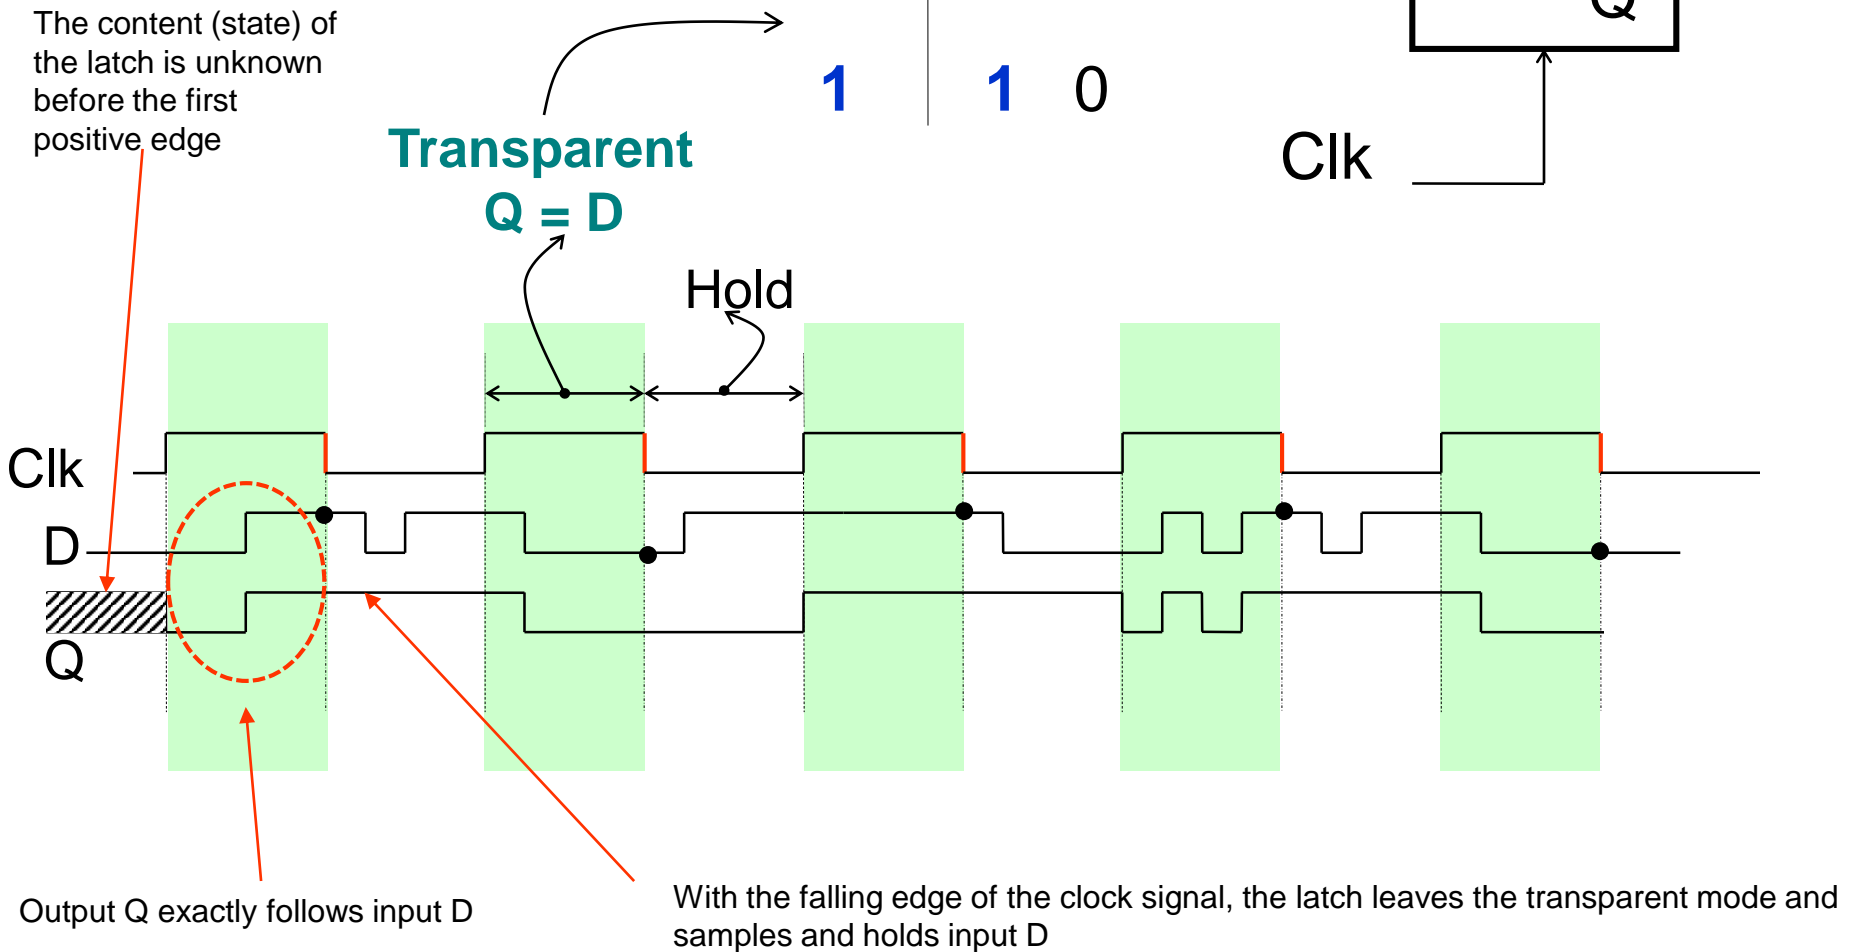 The content (state) of
the latch is unknown
before the first
positive edge
Q
1 1 0
Transparent
Q = D
Clk
Hold
Clk
D
Q
Output Q exactly follows input D
With the falling edge of the clock signal, the latch leaves the transparent mode and
samples and holds input D